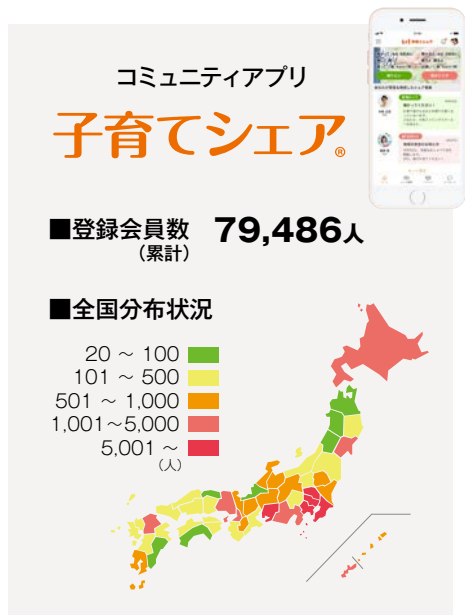 コミュニティアプリ
子育てシェア®
■登録会員数 79,486人
(累計)
■全国分布状況
20 ～ 100
101 ～ 500
501 ～ 1,000
1,001～5,000
5,001 ～
(人)